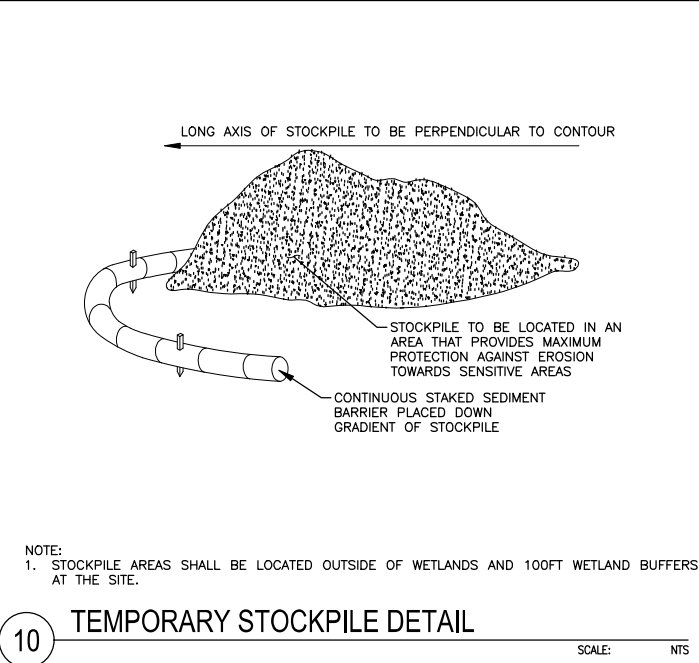 LONG AXIS OF STOCKPILE TO BE PERPENDICULAR TO CONTOUR
STOCKPILE TO BE LOCATED IN AN
AREA THAT PROVIDES MAXIMUM
PROTECTION AGAINST EROSION
TOWARDS SENSITIVE AREAS
CONTINUOUS STAKED SEDIMENT
BARRIER PLACED DOWN
GRADIENT OF STOCKPILE
NOTE:
1. STOCKPILE AREAS SHALL BE LOCATED OUTSIDE OF WETLANDS AND 100FT WETLAND BUFFERS
AT THE SITE.
10 TEMPORARY STOCKPILE DETAIL
SCALE: NTS